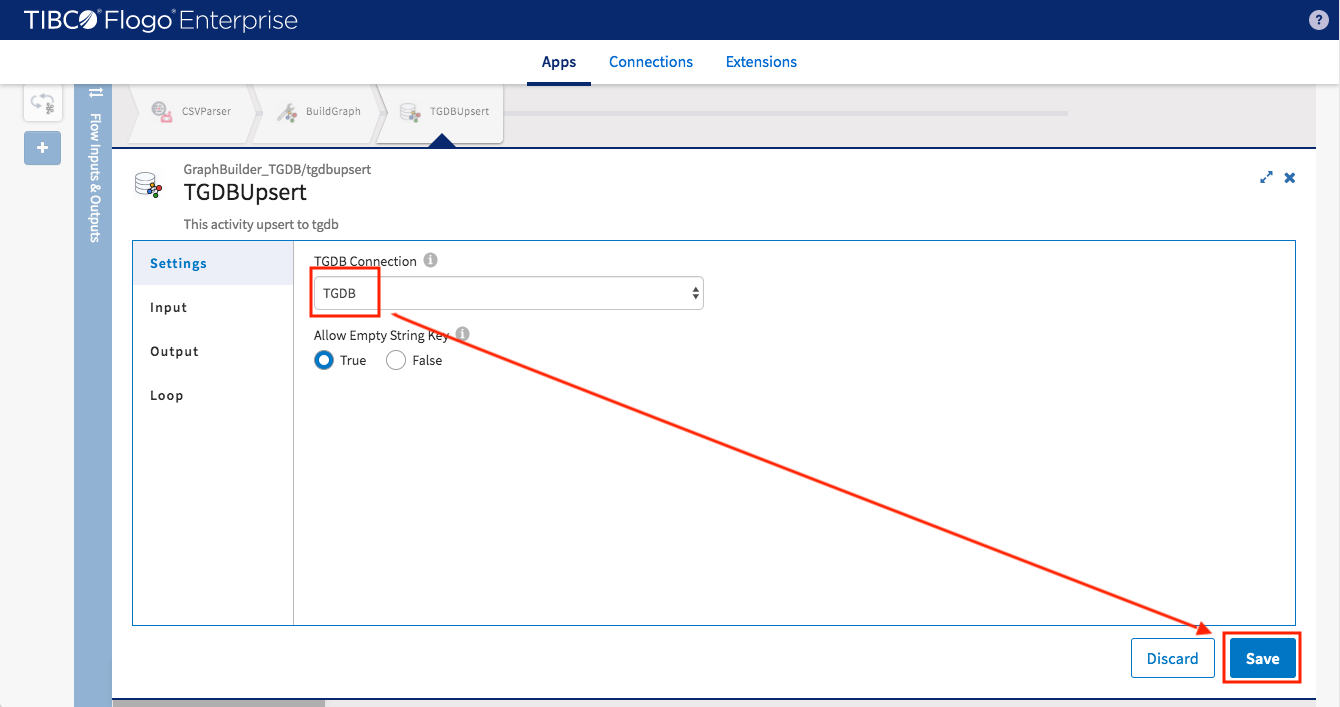 TIBCO® Flogo® Enterprise
?
Apps Connections Extensions
Flow Inputs & Outputs
CSVParser BuildGraph TGDBUpsert
+
GraphBuilder_TGDB/tgdbupsert
TGDBUpsert
This activity upsert to tgdb
Settings
Input
Output
Loop
TGDB Connection i
TGDB
Allow Empty String Key i
True False
Discard Save